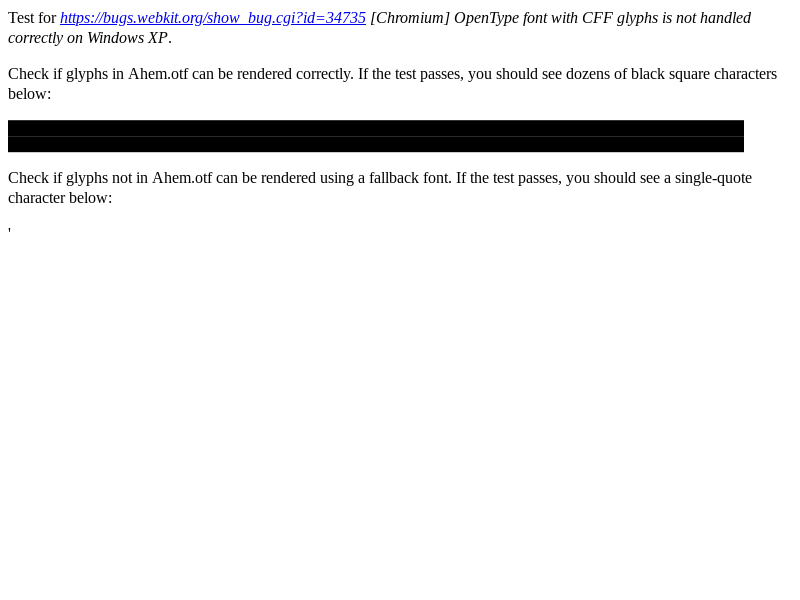 Test for https://bugs.webkit.org/show_bug.cgi?id=34735 [Chromium] OpenType font with CFF glyphs is not handled
correctly on Windows XP.
Check if glyphs in Ahem.otf can be rendered correctly. If the test passes, you should see dozens of black square characters
below:
Check if glyphs not in Ahem.otf can be rendered using a fallback font. If the test passes, you should see a single-quote
character below:
'